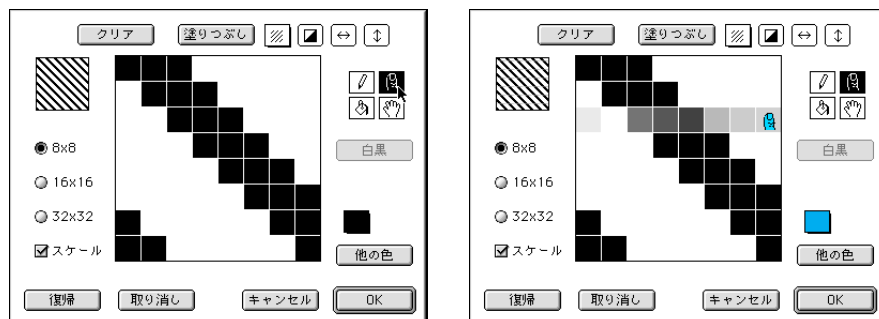 クリア 塗りつぶし
8x8
白黒
16x16
32x32
スケール
他の色
復帰 取り消し キャンセル OK
クリア 塗りつぶし
8x8
白黒
16x16
32x32
スケール
他の色
復帰 取り消し キャンセル OK